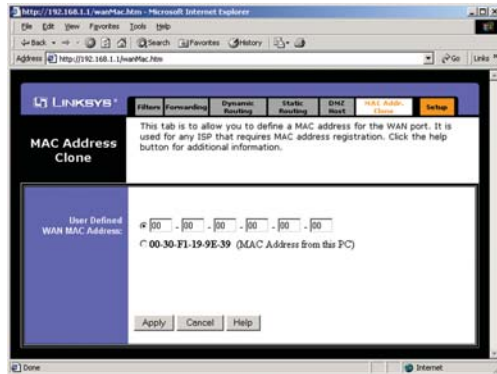 http://192.168.1.1/wanMac.htm - Microsoft Internet Explorer
File Edit View Favorites Tools Help
Back Search Favorites History
Address http://192.168.1.1/wanMac.htm Go Links »
LINKSYS®
Filters Forwarding Dynamic Routing Static Routing DMZ Host MAC Addr. Clone Setup
MAC Address Clone
This tab is to allow you to define a MAC address for the WAN port. It is
used for any ISP that requires MAC address registration. Click the help
button for additional information.
User Defined WAN MAC Address:
00 - 00 - 00 - 00 - 00 - 00
00-30-F1-19-9E-39 (MAC Address from this PC)
Apply Cancel Help
Done Internet